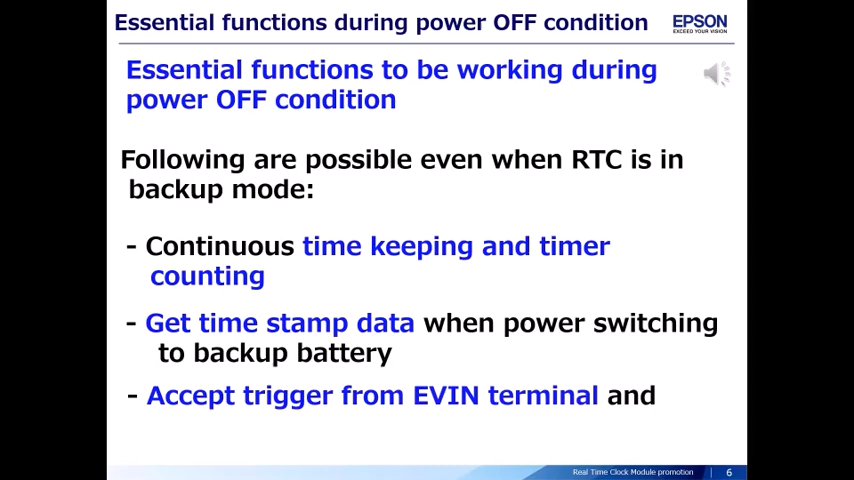 Essential functions during power OFF condition
EPSON
EXCEED YOUR VISION
Essential functions to be working during
power OFF condition
Following are possible even when RTC is in
backup mode:
- Continuous time keeping and timer
counting
- Get time stamp data when power switching
to backup battery
- Accept trigger from EVIN terminal and
Real Time Clock Module promotion
6